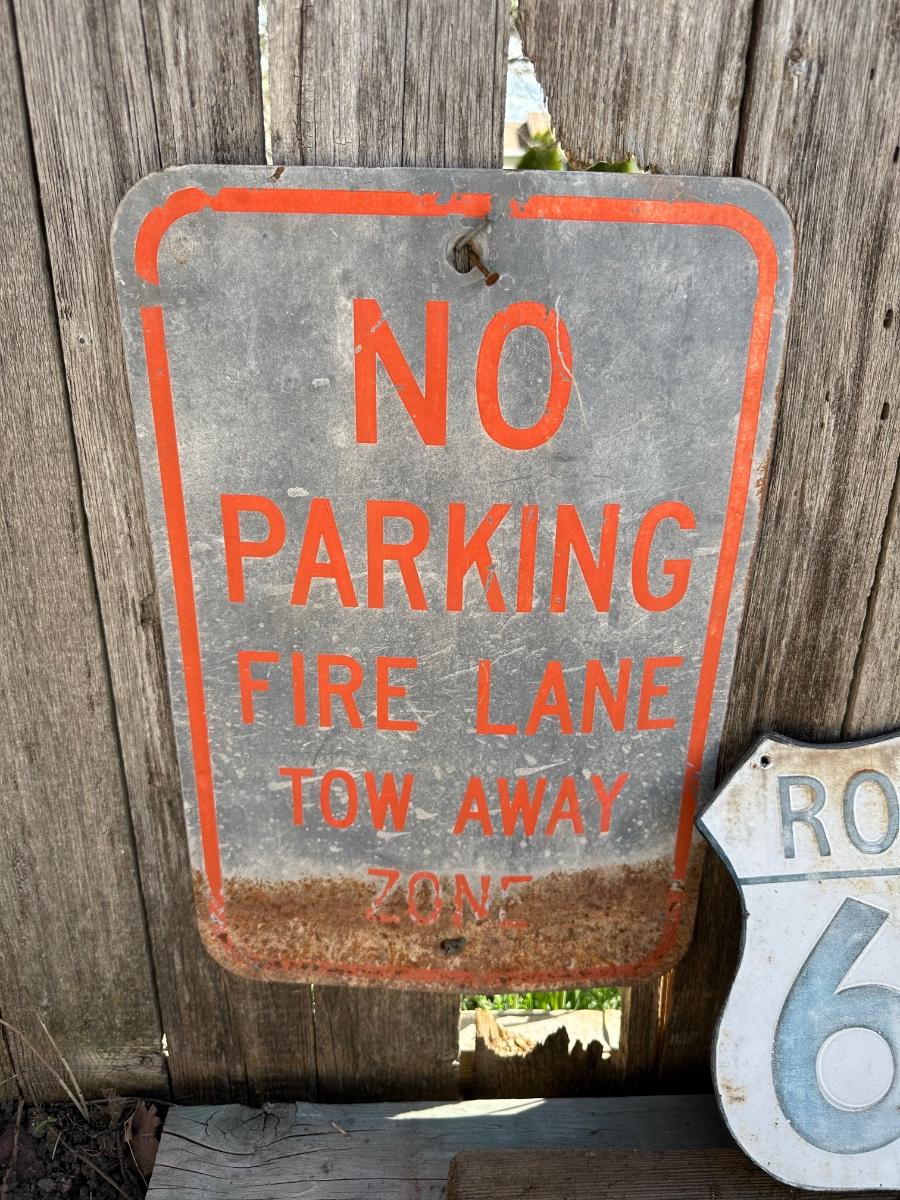 NO
PARKING
FIRE LANE
TOW AWAY
ZONE
RO
6